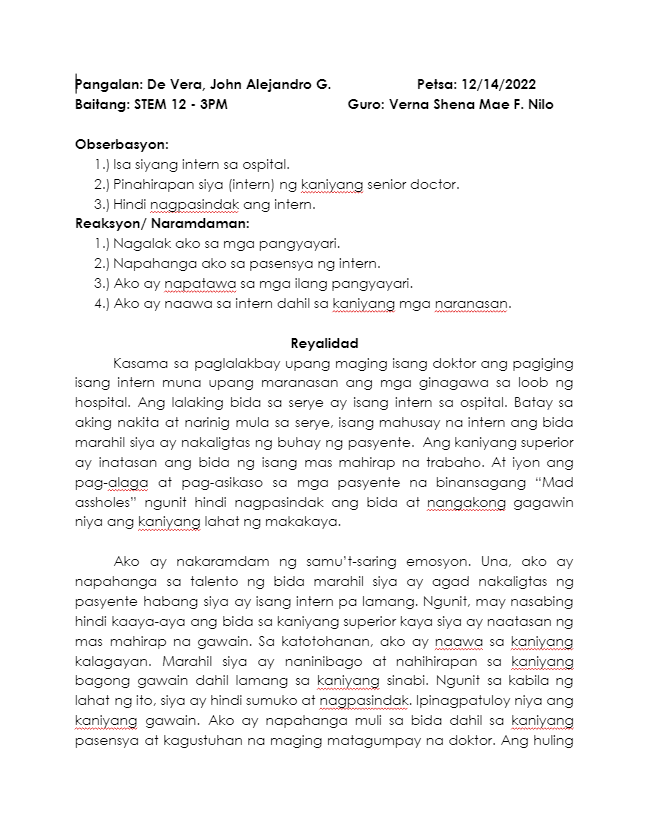 Pangalan: De Vera, John Alejandro G. Petsa: 12/14/2022
Baitang: STEM 12 - 3PM Guro: Verna Shena Mae F. Nilo
Obserbasyon:
1.) Isa siyang intern sa ospital.
2.) Pinahirapan siya (intern) ng kaniyang senior doctor.
3.) Hindi nagpasindak ang intern.
Reaksyon/ Naramdaman:
1.) Nagalak ako sa mga pangyayari.
2.) Napahanga ako sa pasensya ng intern.
3.) Ako ay napatawa sa mga ilang pangyayari.
4.) Ako ay naawa sa intern dahil sa kaniyang mga naranasan.
Reyalidad
Kasama sa paglalakbay upang maging isang doktor ang pagiging
isang intern muna upang maranasan ang mga ginagawa sa loob ng
hospital. Ang lalaking bida sa serye ay isang intern sa ospital. Batay sa
aking nakita at narinig mula sa serye, isang mahusay na intern ang bida
marahil siya ay nakaligtas ng buhay ng pasyente. Ang kaniyang superior
ay inatasan ang bida ng isang mas mahirap na trabaho. At iyon ang
pag-alaga at pag-asikaso sa mga pasyente na binansagang “Mad
assholes” ngunit hindi nagpasindak ang bida at nangakong gagawin
niya ang kaniyang lahat ng makakaya.
Ako ay nakaramdam ng samu’t-saring emosyon. Una, ako ay
napahanga sa talento ng bida marahil siya ay agad nakaligtas ng
pasyente habang siya ay isang intern pa lamang. Ngunit, may nasabing
hindi kaaya-aya ang bida sa kaniyang superior kaya siya ay naatasan ng
mas mahirap na gawain. Sa katotohanan, ako ay naawa sa kaniyang
kalagayan. Marahil siya ay naninibago at nahihirapan sa kaniyang
bagong gawain dahil lamang sa kaniyang sinabi. Ngunit sa kabila ng
lahat ng ito, siya ay hindi sumuko at nagpasindak. Ipinagpatuloy niya ang
kaniyang gawain. Ako ay napahanga muli sa bida dahil sa kaniyang
pasensya at kagustuhan na maging matagumpay na doktor. Ang huling